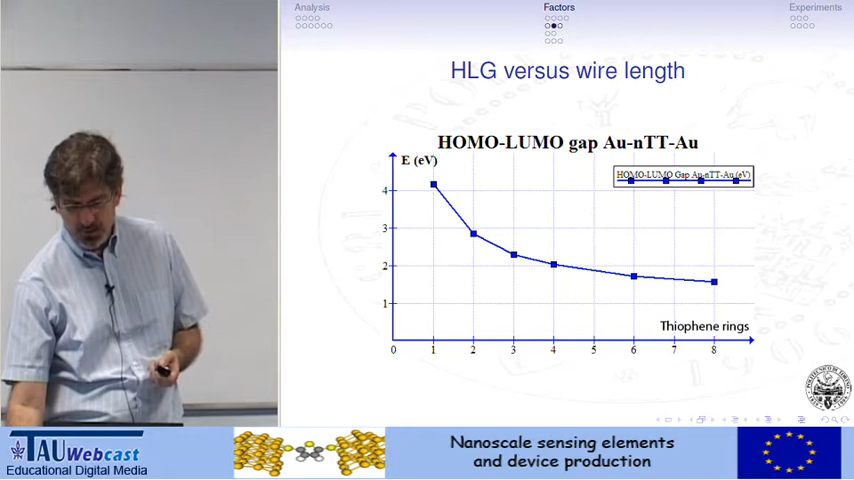 Analysis
Factors
Experiments
HLG versus wire length
HOMO-LUMO gap Au-nTT-Au
E (eV)
HOMO-LUMO Gap Au-nTT-Au (eV)
4
3
2
1
Thiophene rings
0 1 2 3 4 5 6 7 8
TAU Webcast
Educational Digital Media
Nanoscale sensing elements
and device production